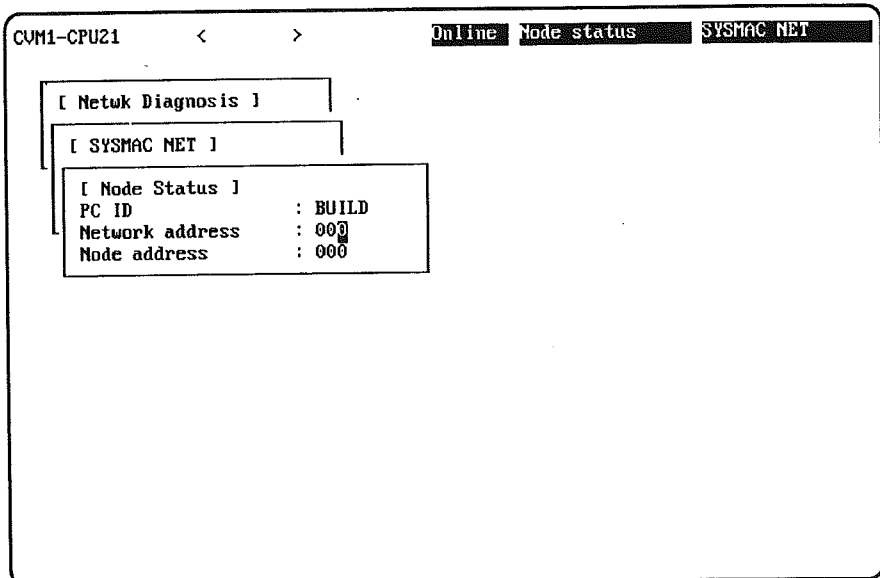 CVM1-CPU21 < > Online Node status SYSMAC NET
[ Netwk Diagnosis ]
[ SYSMAC NET ]
[ Node Status ]
PC ID : BUILD
Network address : 000
Node address : 000